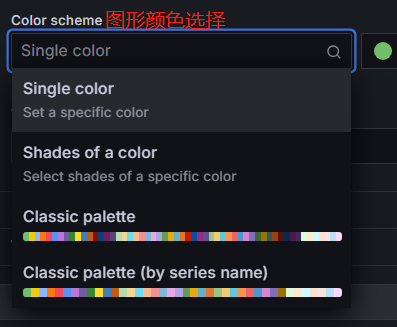 Color scheme 图形颜色选择
Single color
Single color
Set a specific color
Shades of a color
Select shades of a specific color
Classic palette
Classic palette (by series name)